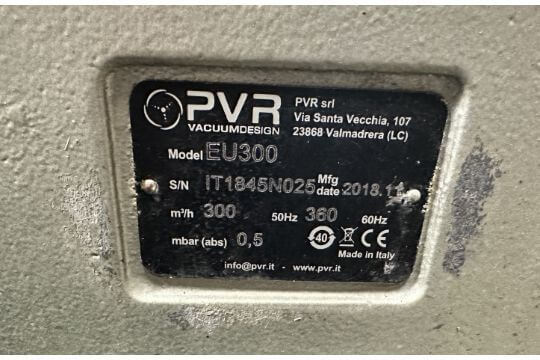 PVR
VACUUMDESIGN
PVR srl
Via Santa Vecchia, 107
23868 Valmadrera (LC)
Model EU300
S/N IT1845N025 Mfg date 2018.11
m³/h 300 50Hz 360 60Hz
mbar (abs) 0,5
40 CE
Made in Italy
info@pvr.it - www.pvr.it